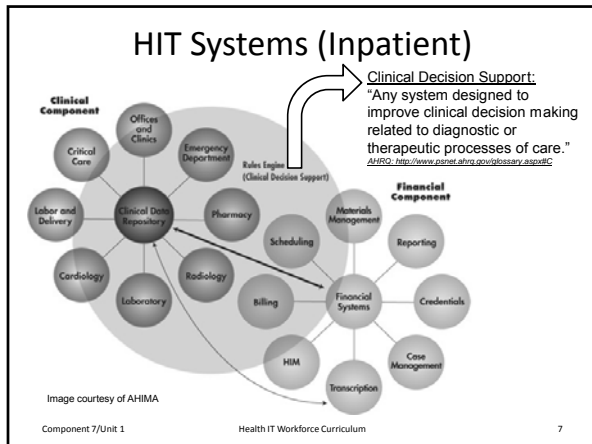 HIT Systems (Inpatient)
Clinical Decision Support:
“Any system designed to
improve clinical decision making
related to diagnostic or
therapeutic processes of care.”
AHRQ: http://www.psnet.ahrq.gov/glossary.aspx#C
Clinical
Component
Offices
and
Clinics
Critical
Care
Emergency
Department
Rules Engine
(Clinical Decision Support)
Labor and
Delivery
Clinical Data
Repository
Pharmacy
Cardiology
Laboratory
Radiology
Financial
Component
Materials
Management
Scheduling
Reporting
Billing
Financial
Systems
Credentials
HIM
Case
Management
Transcription
Image courtesy of AHIMA
Component 7/Unit 1
Health IT Workforce Curriculum
7